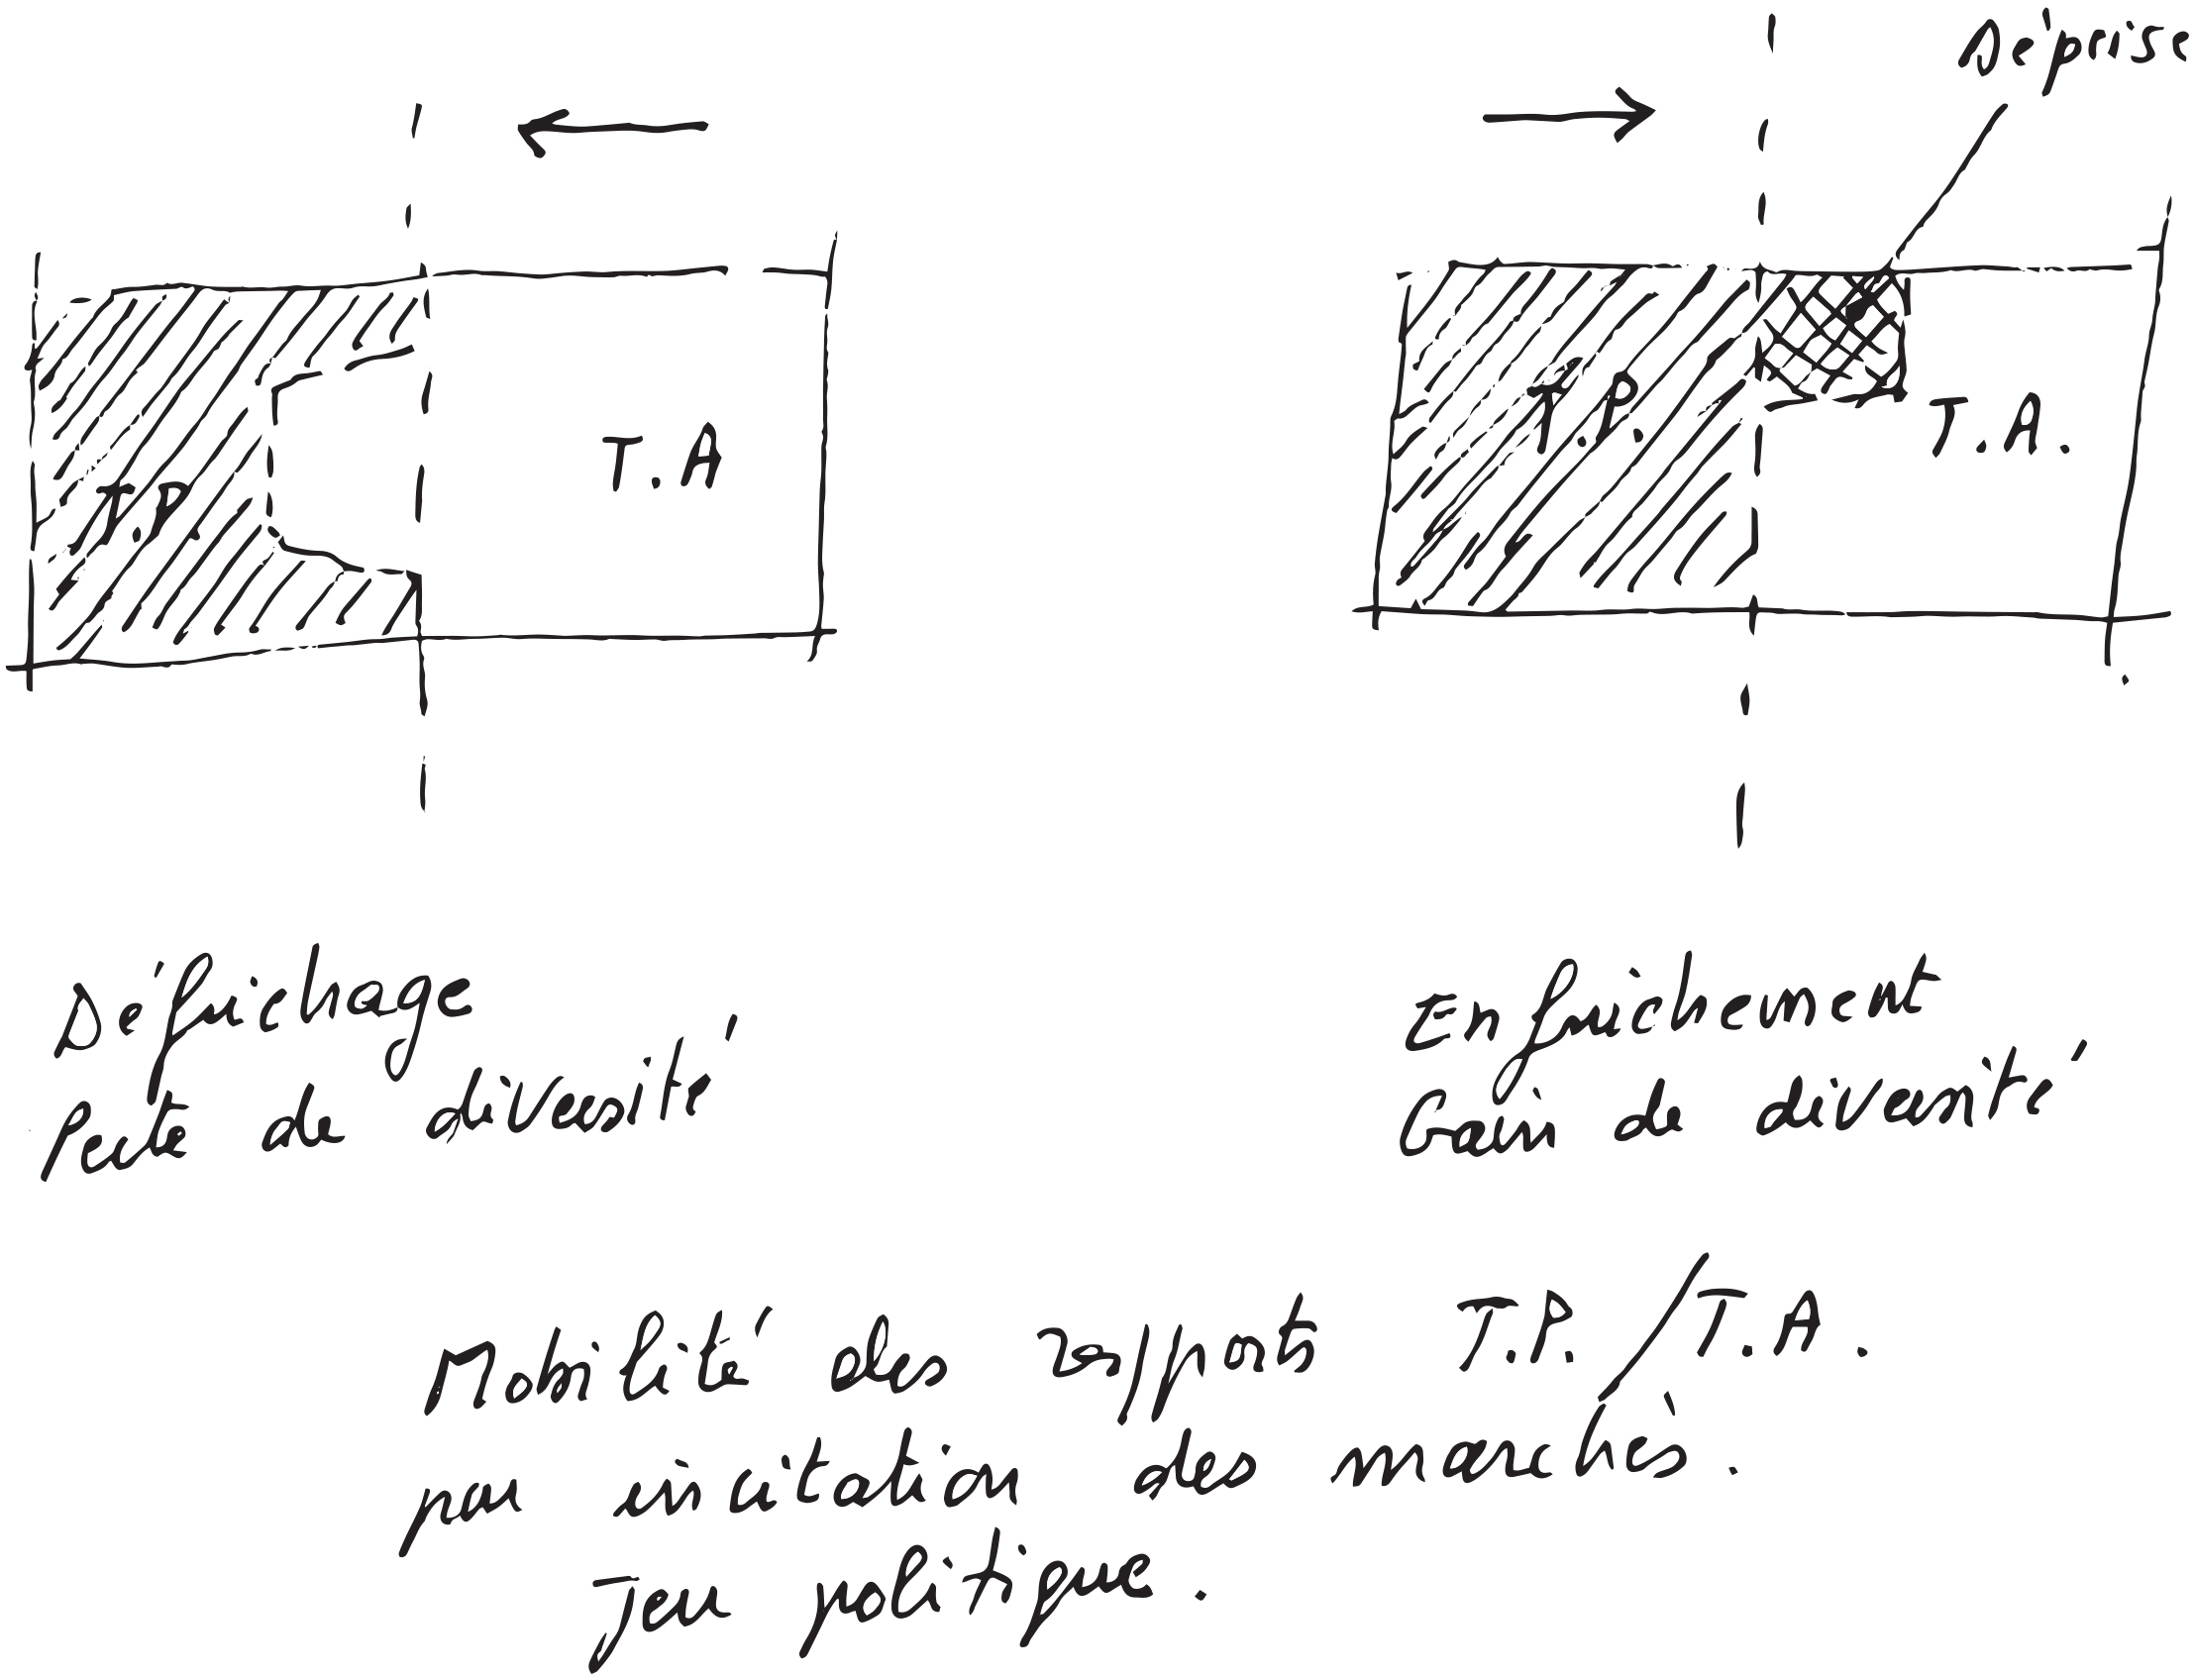 Déprise
T.P.
T.A
T.P.
T.A.
Défrichage
Perte de diversité
Enfrichement
Gain de diversité
Mobilité des rapports T.P./T.A.
par incitation des marchés.
Jeu politique.